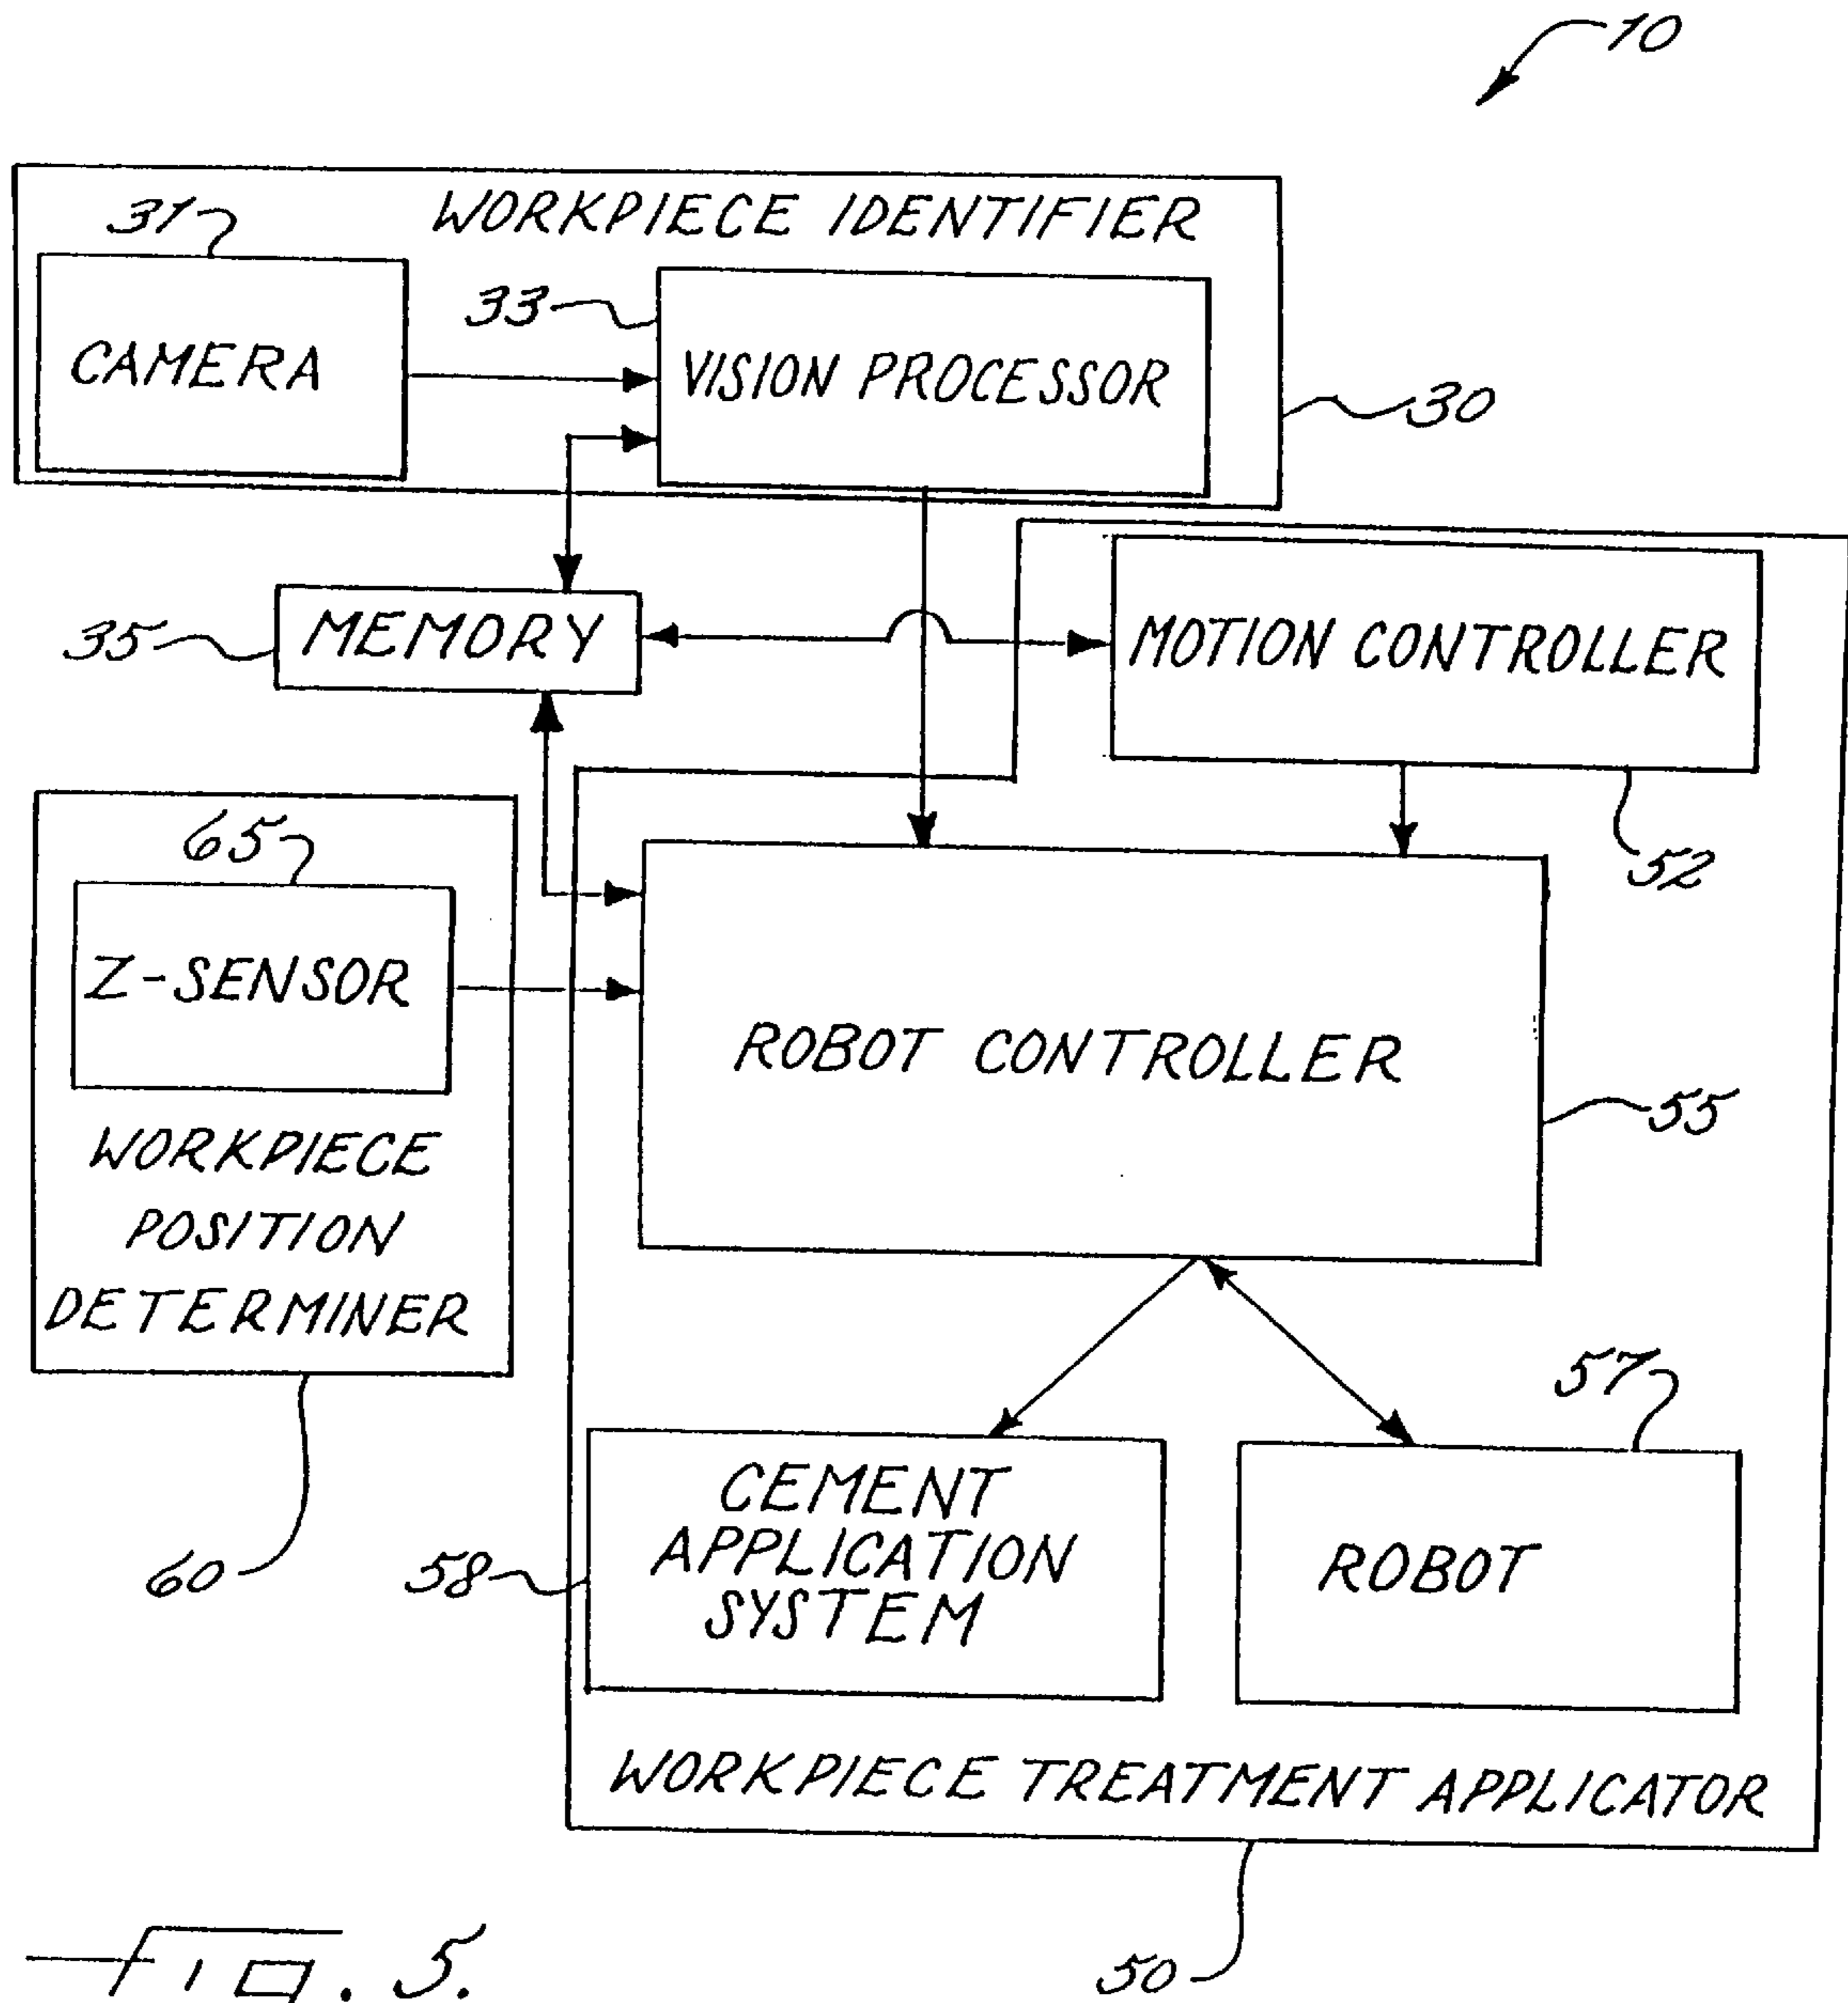 10
WORKPIECE IDENTIFIER
31
CAMERA
33
VISION PROCESSOR
30
35
MEMORY
MOTION CONTROLLER
52
65
Z-SENSOR
WORKPIECE
POSITION
DETERMINER
60
ROBOT CONTROLLER
55
57
58
CEMENT
APPLICATION
SYSTEM
ROBOT
WORKPIECE TREATMENT APPLICATOR
50
FIG. 5.